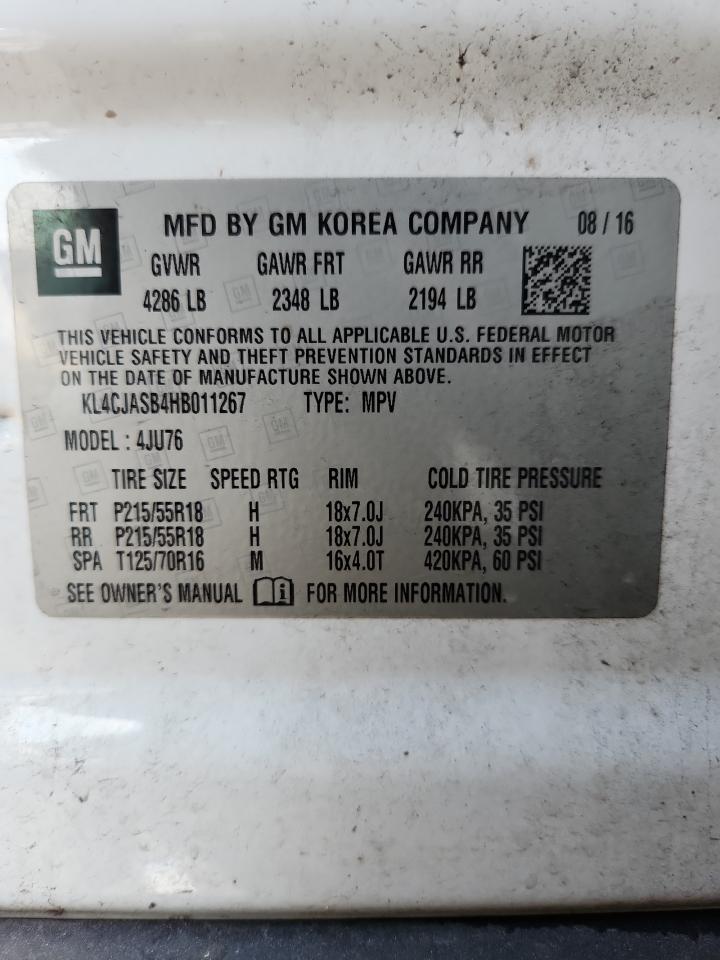 GM
MFD BY GM KOREA COMPANY 08 / 16
GVWR GAWR FRT GAWR RR
4286 LB 2348 LB 2194 LB
THIS VEHICLE CONFORMS TO ALL APPLICABLE U.S. FEDERAL MOTOR
VEHICLE SAFETY AND THEFT PREVENTION STANDARDS IN EFFECT
ON THE DATE OF MANUFACTURE SHOWN ABOVE.
KL4CJASB4HB011267 TYPE: MPV
MODEL : 4JU76
TIRE SIZE SPEED RTG RIM COLD TIRE PRESSURE
FRT P215/55R18 H 18x7.0J 240KPA, 35 PSI
RR P215/55R18 H 18x7.0J 240KPA, 35 PSI
SPA T125/70R16 M 16x4.0T 420KPA, 60 PSI
SEE OWNER'S MANUAL i FOR MORE INFORMATION.